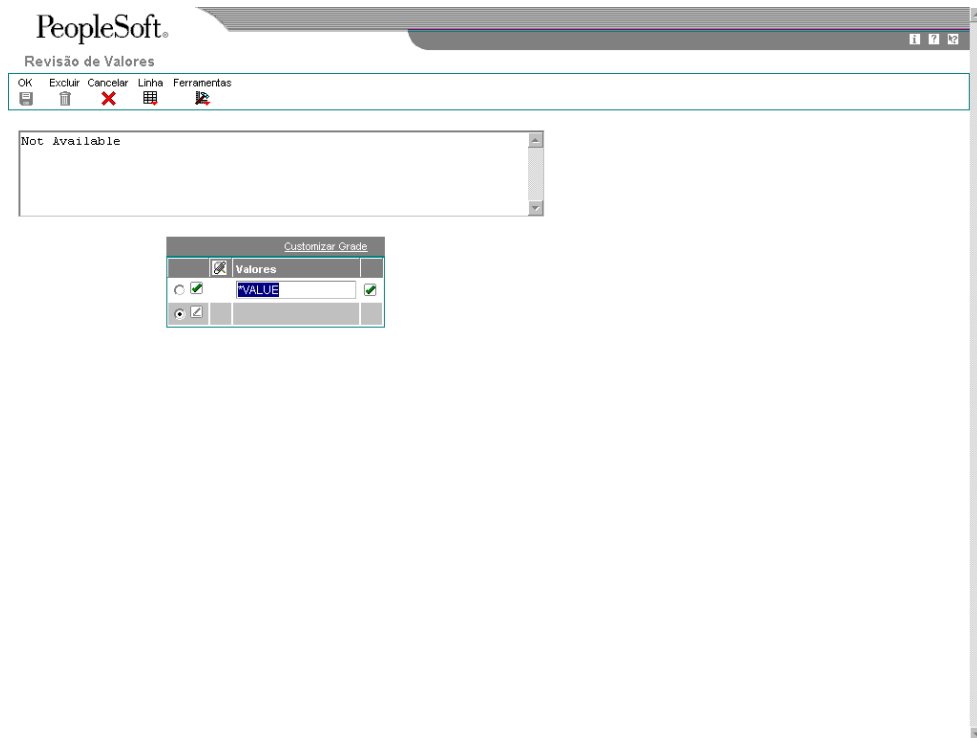 PeopleSoft®
Revisão de Valores
OK Excluir Cancelar Linha Ferramentas
Not Available
Customizar Grade
Valores
*VALUE